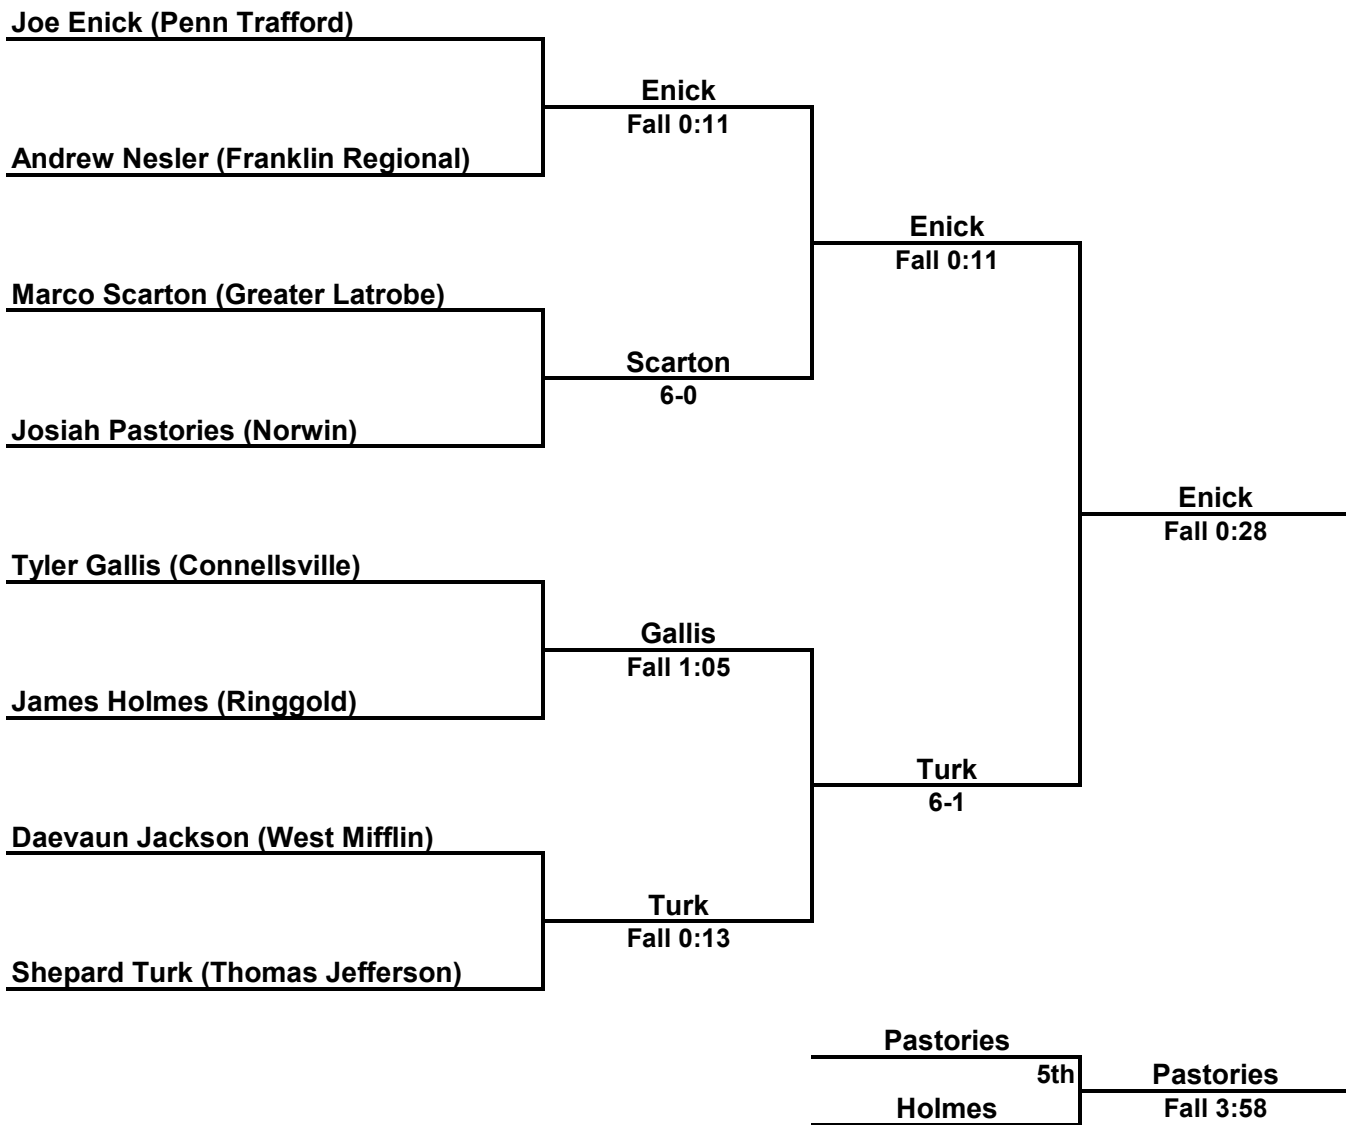 Joe Enick (Penn Trafford)
Enick
Fall 0:11
Andrew Nesler (Franklin Regional)
Enick
Fall 0:11
Marco Scarton (Greater Latrobe)
Scarton
6-0
Josiah Pastories (Norwin)
Enick
Fall 0:28
Tyler Gallis (Connellsville)
Gallis
Fall 1:05
James Holmes (Ringgold)
Turk
6-1
Daevaun Jackson (West Mifflin)
Turk
Fall 0:13
Shepard Turk (Thomas Jefferson)
Pastories
5th
Pastories
Holmes
Fall 3:58